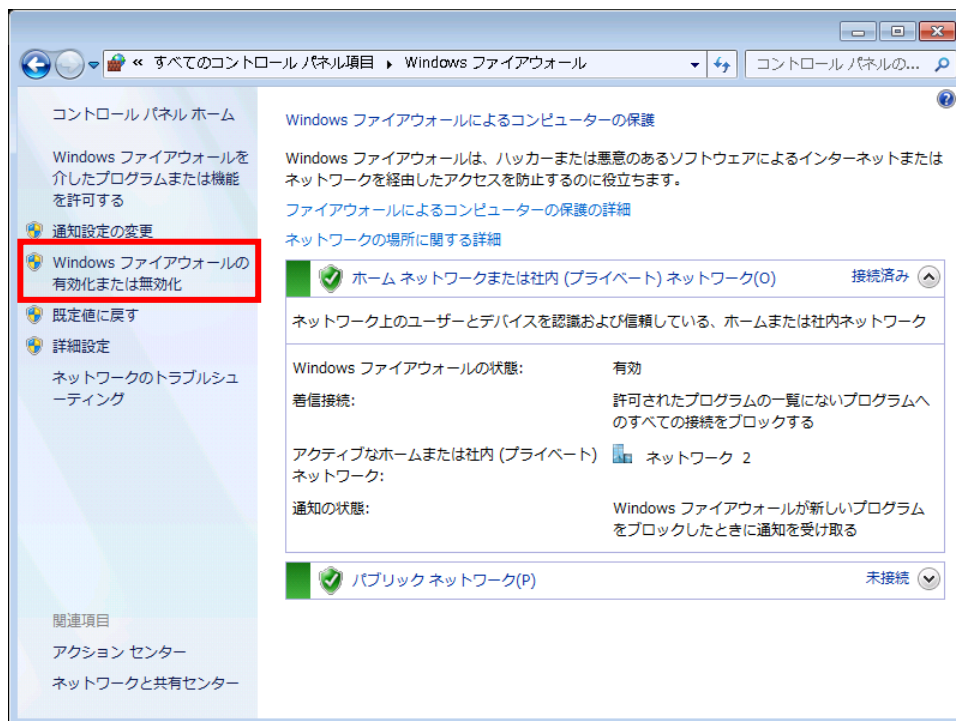 « すべてのコントロール パネル項目 ▸ Windows ファイアウォール
コントロール パネルの...
コントロール パネル ホーム
Windows ファイアウォールを
介したプログラムまたは機能
を許可する
通知設定の変更
Windows ファイアウォールの
有効化または無効化
既定値に戻す
詳細設定
ネットワークのトラブルシュ
ーティング
関連項目
アクション センター
ネットワークと共有センター
Windows ファイアウォールによるコンピューターの保護
Windows ファイアウォールは、ハッカーまたは悪意のあるソフトウェアによるインターネットまたは
ネットワークを経由したアクセスを防止するのに役立ちます。
ファイアウォールによるコンピューターの保護の詳細
ネットワークの場所に関する詳細
ホーム ネットワークまたは社内 (プライベート) ネットワーク(O) 接続済み
ネットワーク上のユーザーとデバイスを認識および信頼している、ホームまたは社内ネットワーク
Windows ファイアウォールの状態: 有効
着信接続: 許可されたプログラムの一覧にないプログラムへ
のすべての接続をブロックする
アクティブなホームまたは社内 (プライベート) ネットワーク 2
ネットワーク:
通知の状態: Windows ファイアウォールが新しいプログラム
をブロックしたときに通知を受け取る
パブリック ネットワーク(P) 未接続